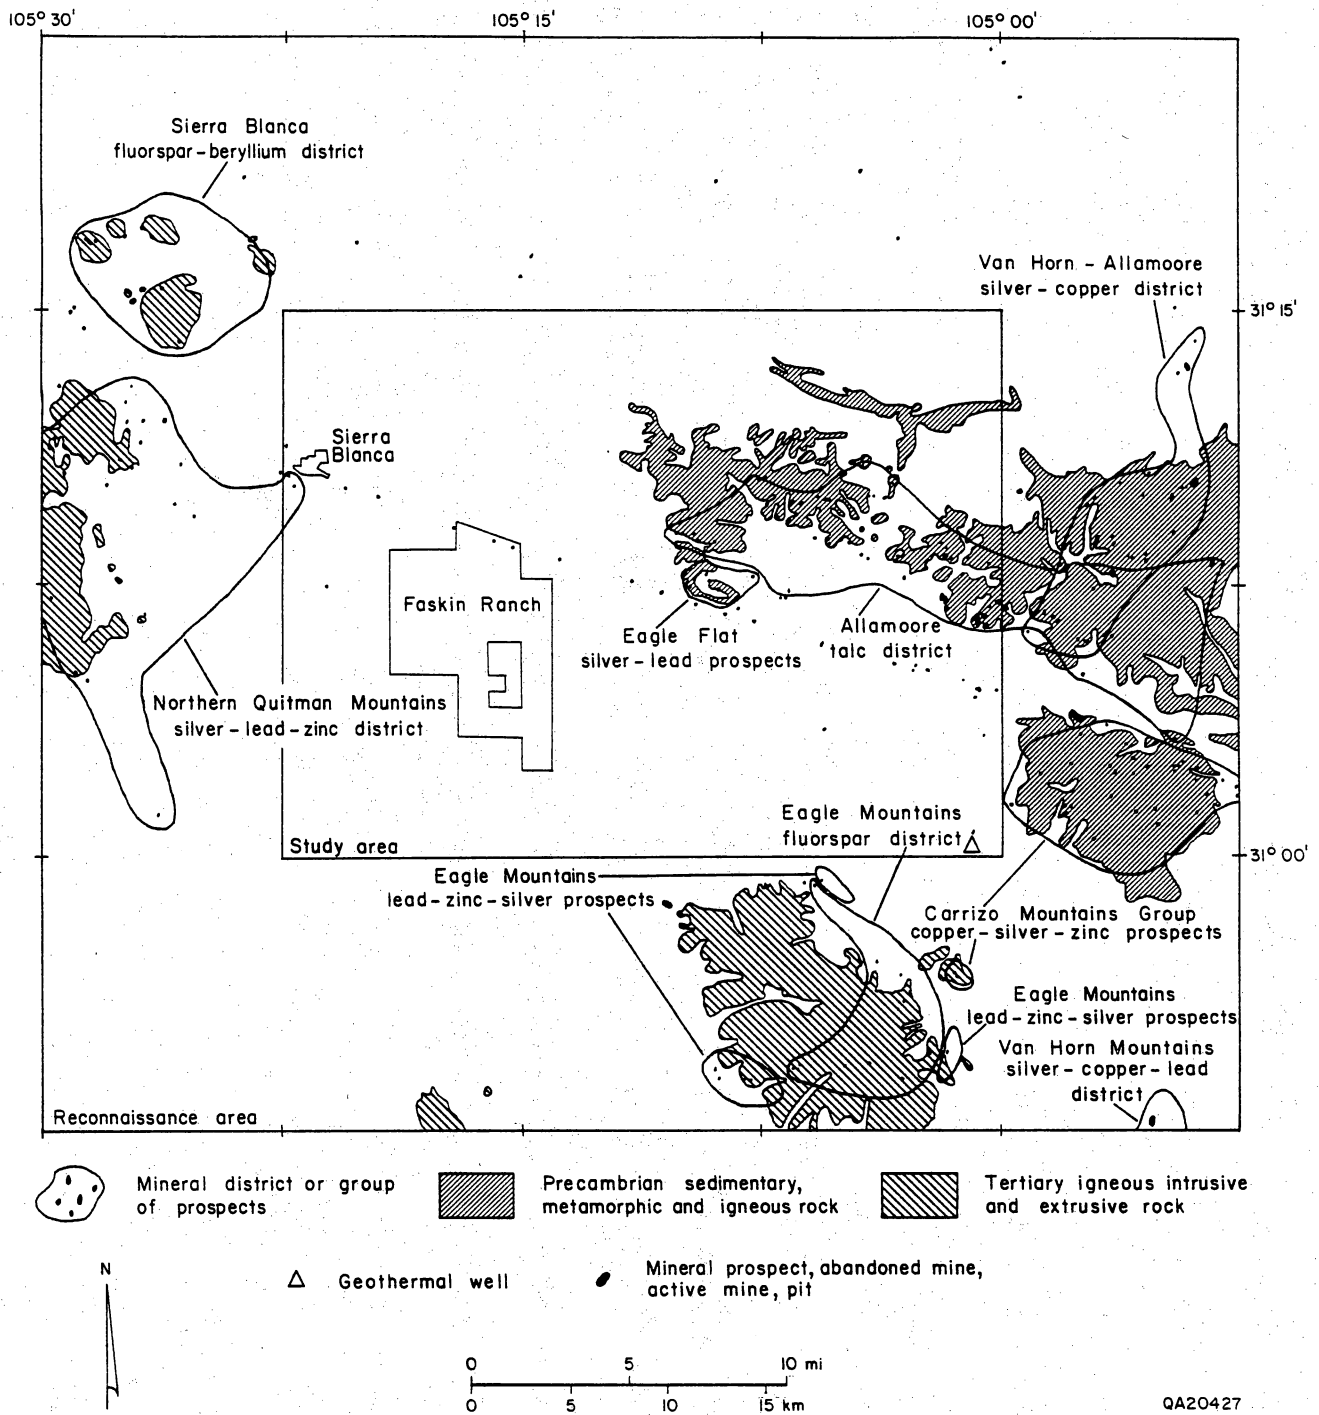 105° 30'
105° 15'
105° 00'
Sierra Blanca
fluorspar-beryllium district
Van Horn - Allamoore
silver-copper district
31° 15'
Sierra
Blanca
Faskin Ranch
Eagle Flat
silver-lead prospects
Allamoore
talc district
Northern Quitman Mountains
silver-lead-zinc district
Eagle Mountains
fluorspar district
Study area
31° 00'
Eagle Mountains
lead-zinc-silver prospects
Carrizo Mountains Group
copper-silver-zinc prospects
Eagle Mountains
lead-zinc-silver prospects
Van Horn Mountains
silver-copper-lead
district
Reconnaissance area
Mineral district or group
of prospects
Precambrian sedimentary,
metamorphic and igneous rock
Tertiary igneous intrusive
and extrusive rock
N
Geothermal well
Mineral prospect, abandoned mine,
active mine, pit
0 5 10 mi
0 5 10 15 km
QA20427